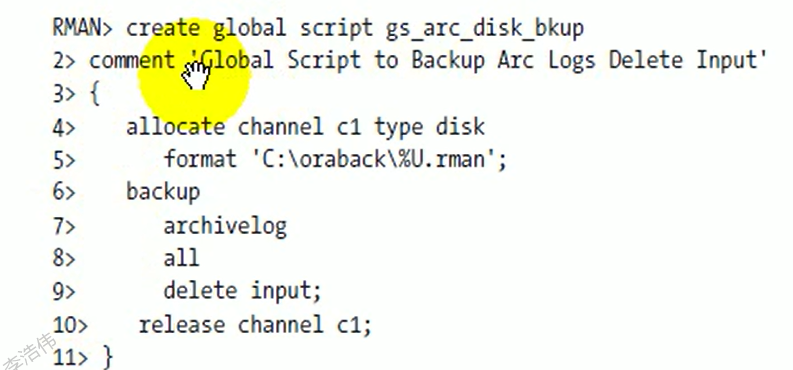 RMAN> create global script gs_arc_disk_bkup
2> comment 'Global Script to Backup Arc Logs Delete Input'
3> {
4> allocate channel c1 type disk
5> format 'C:\oraback\%U.rman';
6> backup
7> archivelog
8> all
9> delete input;
10> release channel c1;
11> }
李浩伟